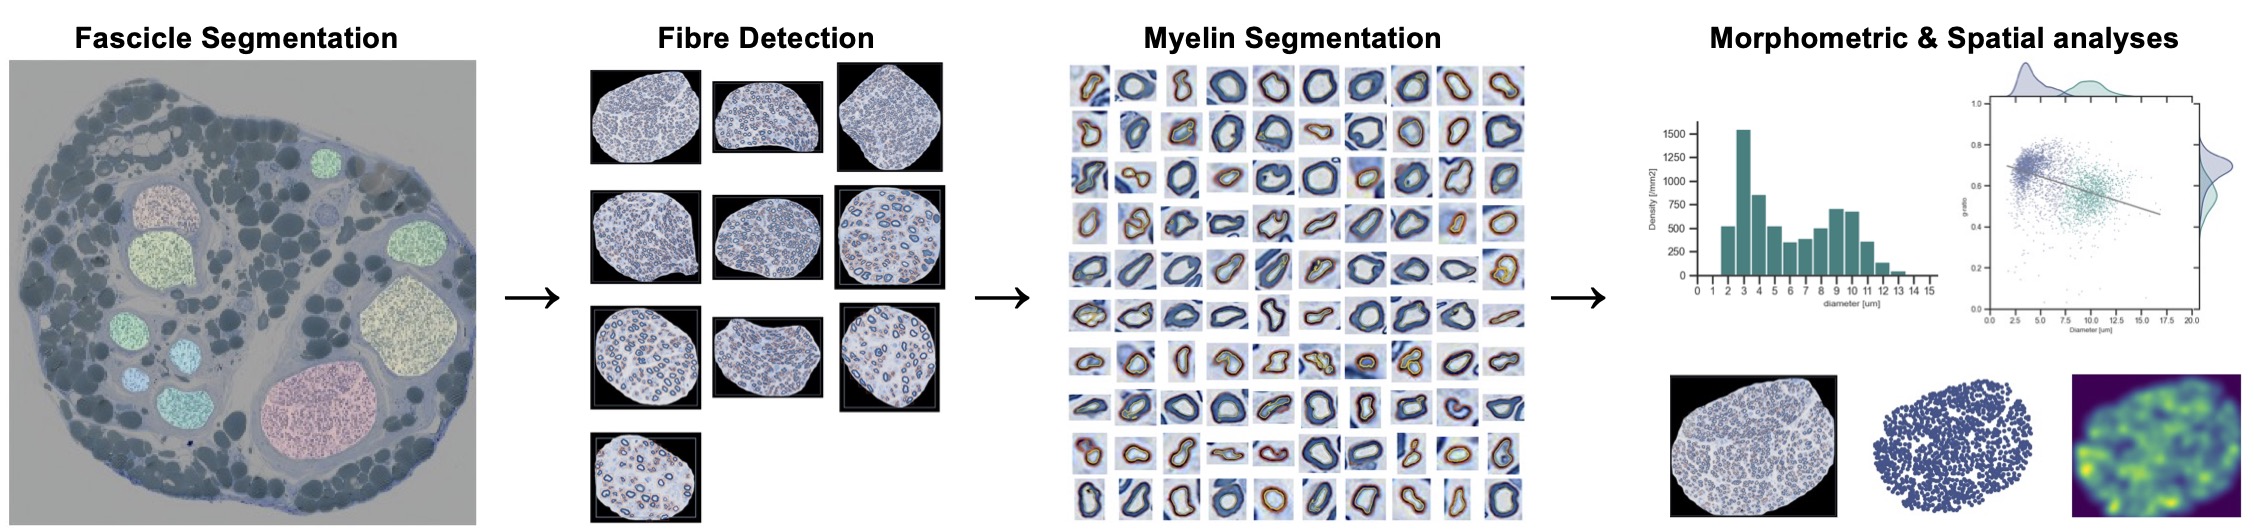 Fascicle Segmentation
Fibre Detection
Myelin Segmentation
Morphometric & Spatial analyses
Density [/mm2]
1500
1250
1000
750
500
250
0
0 1 2 3 4 5 6 7 8 9 10 11 12 13 14 15
diameter [um]
g-ratio
1.0
0.8
0.6
0.4
0.2
0.0
0.0 2.5 5.0 7.5 10.0 12.5 15.0 17.5 20.0
Diameter [um]